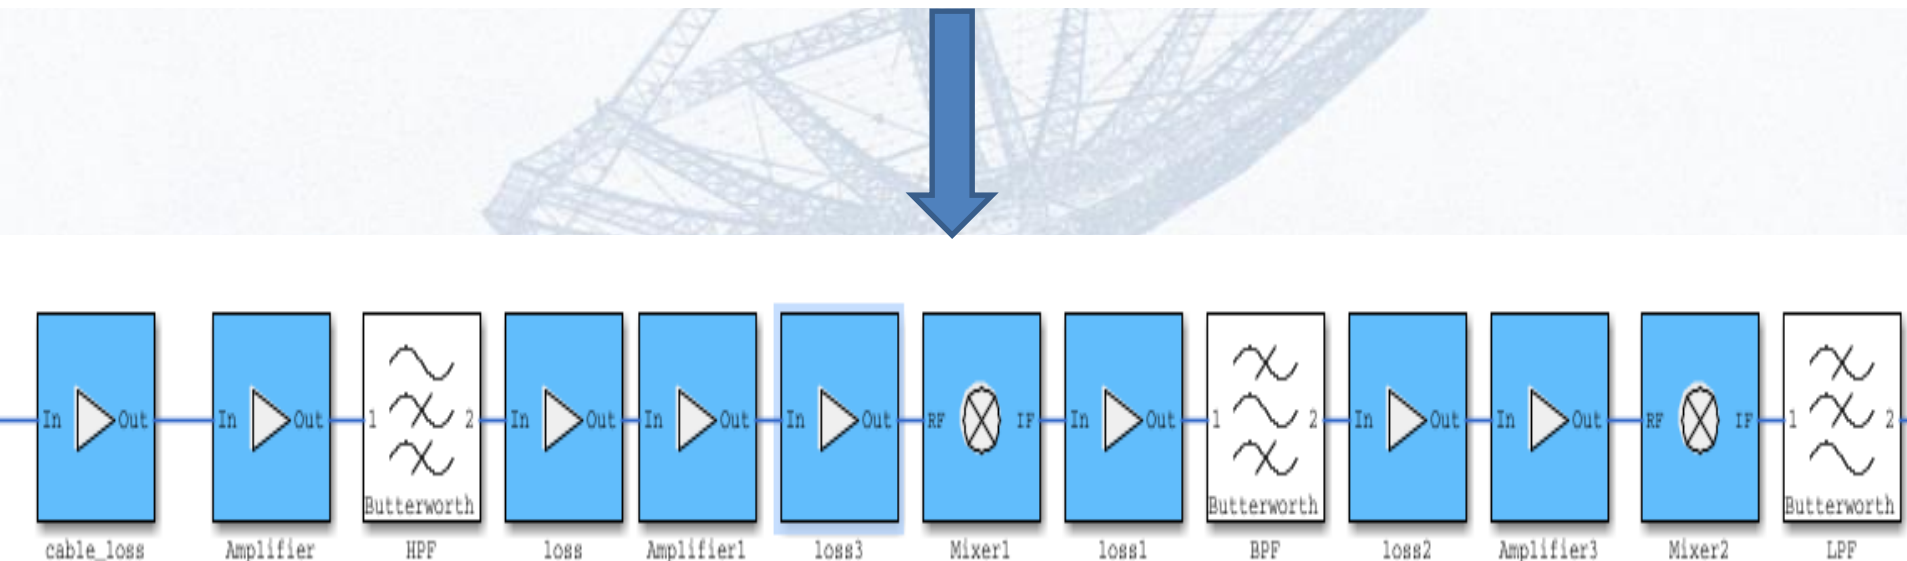 In Out In Out 1 2 In Out In Out In Out RF IF In Out 1 2 In Out In Out RF IF 1 2
Butterworth Butterworth Butterworth
cable_loss Amplifier HPF loss Amplifier1 loss3 Mixer1 loss1 BPF loss2 Amplifier3 Mixer2 LPF